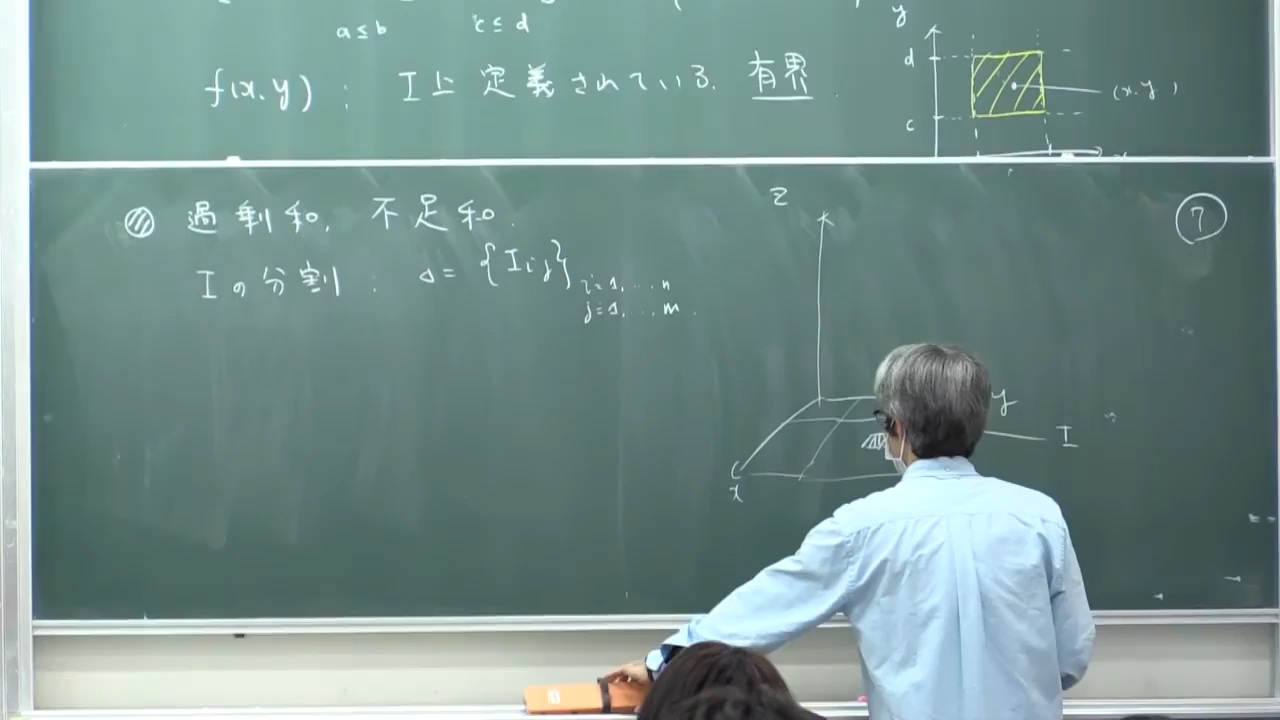 a≤b c≤d
f(x,y) : I上定義されている. 有界.
y
d
c
(x,y)
過剰和, 不足和.
Iの分割 : Δ = {Iij} i=1,...n
j=1,...,m.
z
y
I
x
7